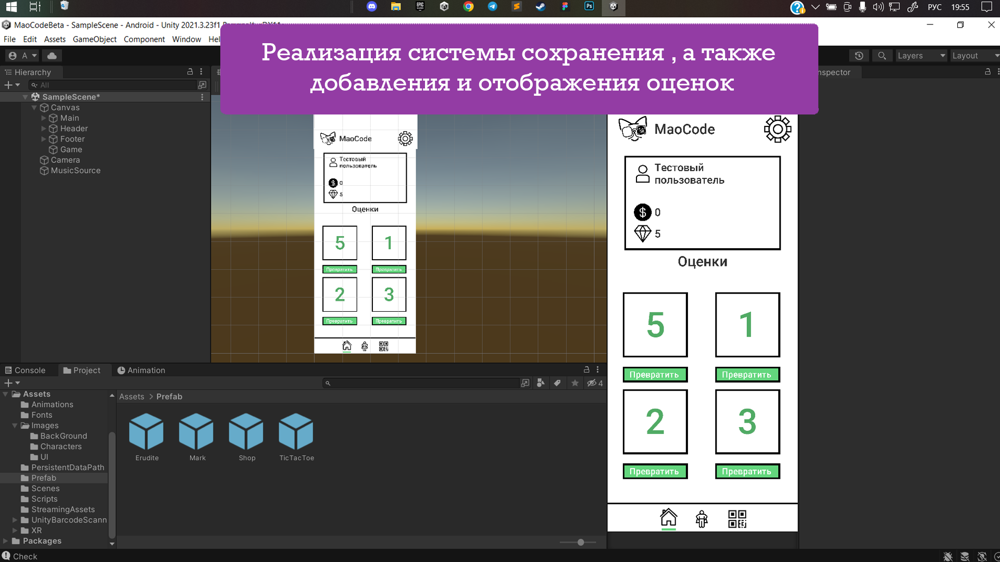 РУС
19:55
MaoCodeBeta - SampleScene - Android - Unity 2021.3.23f1
File Edit Assets GameObject Component Window Hel
Реализация системы сохранения , а также
добавления и отображения оценок
A
Layers
Layout
Hierarchy
nspector
All
SampleScene*
Canvas
Main
Header
Footer
Game
Camera
MusicSource
MaoCode
Тестовый
пользователь
0
5
Оценки
5 1
Превратить Превратить
2 3
Превратить Превратить
MaoCode
Тестовый
пользователь
0
5
Оценки
5 1
Превратить Превратить
2 3
Превратить Превратить
Console Project Animation
4
Assets
Animations
Fonts
Images
BackGround
Characters
UI
PersistentDataPath
Prefab
Scenes
Scripts
StreamingAssets
UnityBarcodeScann
XR
Packages
Assets > Prefab
Erudite Mark Shop TicTacToe
Check